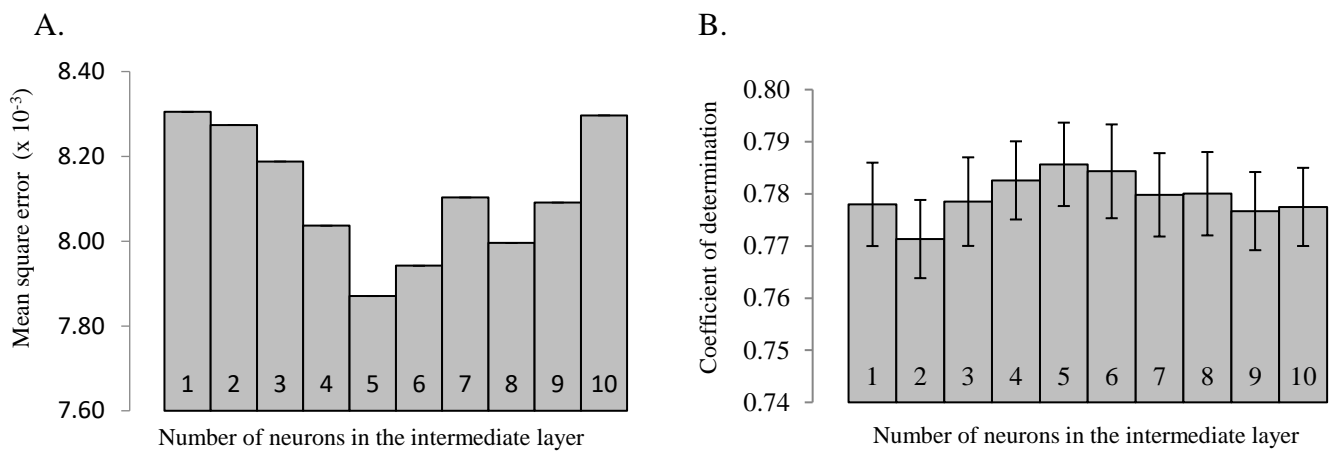 A.
Mean square error (x 10⁻³)
8.40
8.20
8.00
7.80
7.60
1 2 3 4 5 6 7 8 9 10
Number of neurons in the intermediate layer
B.
Coefficient of determination
0.80
0.79
0.78
0.77
0.76
0.75
0.74
1 2 3 4 5 6 7 8 9 10
Number of neurons in the intermediate layer